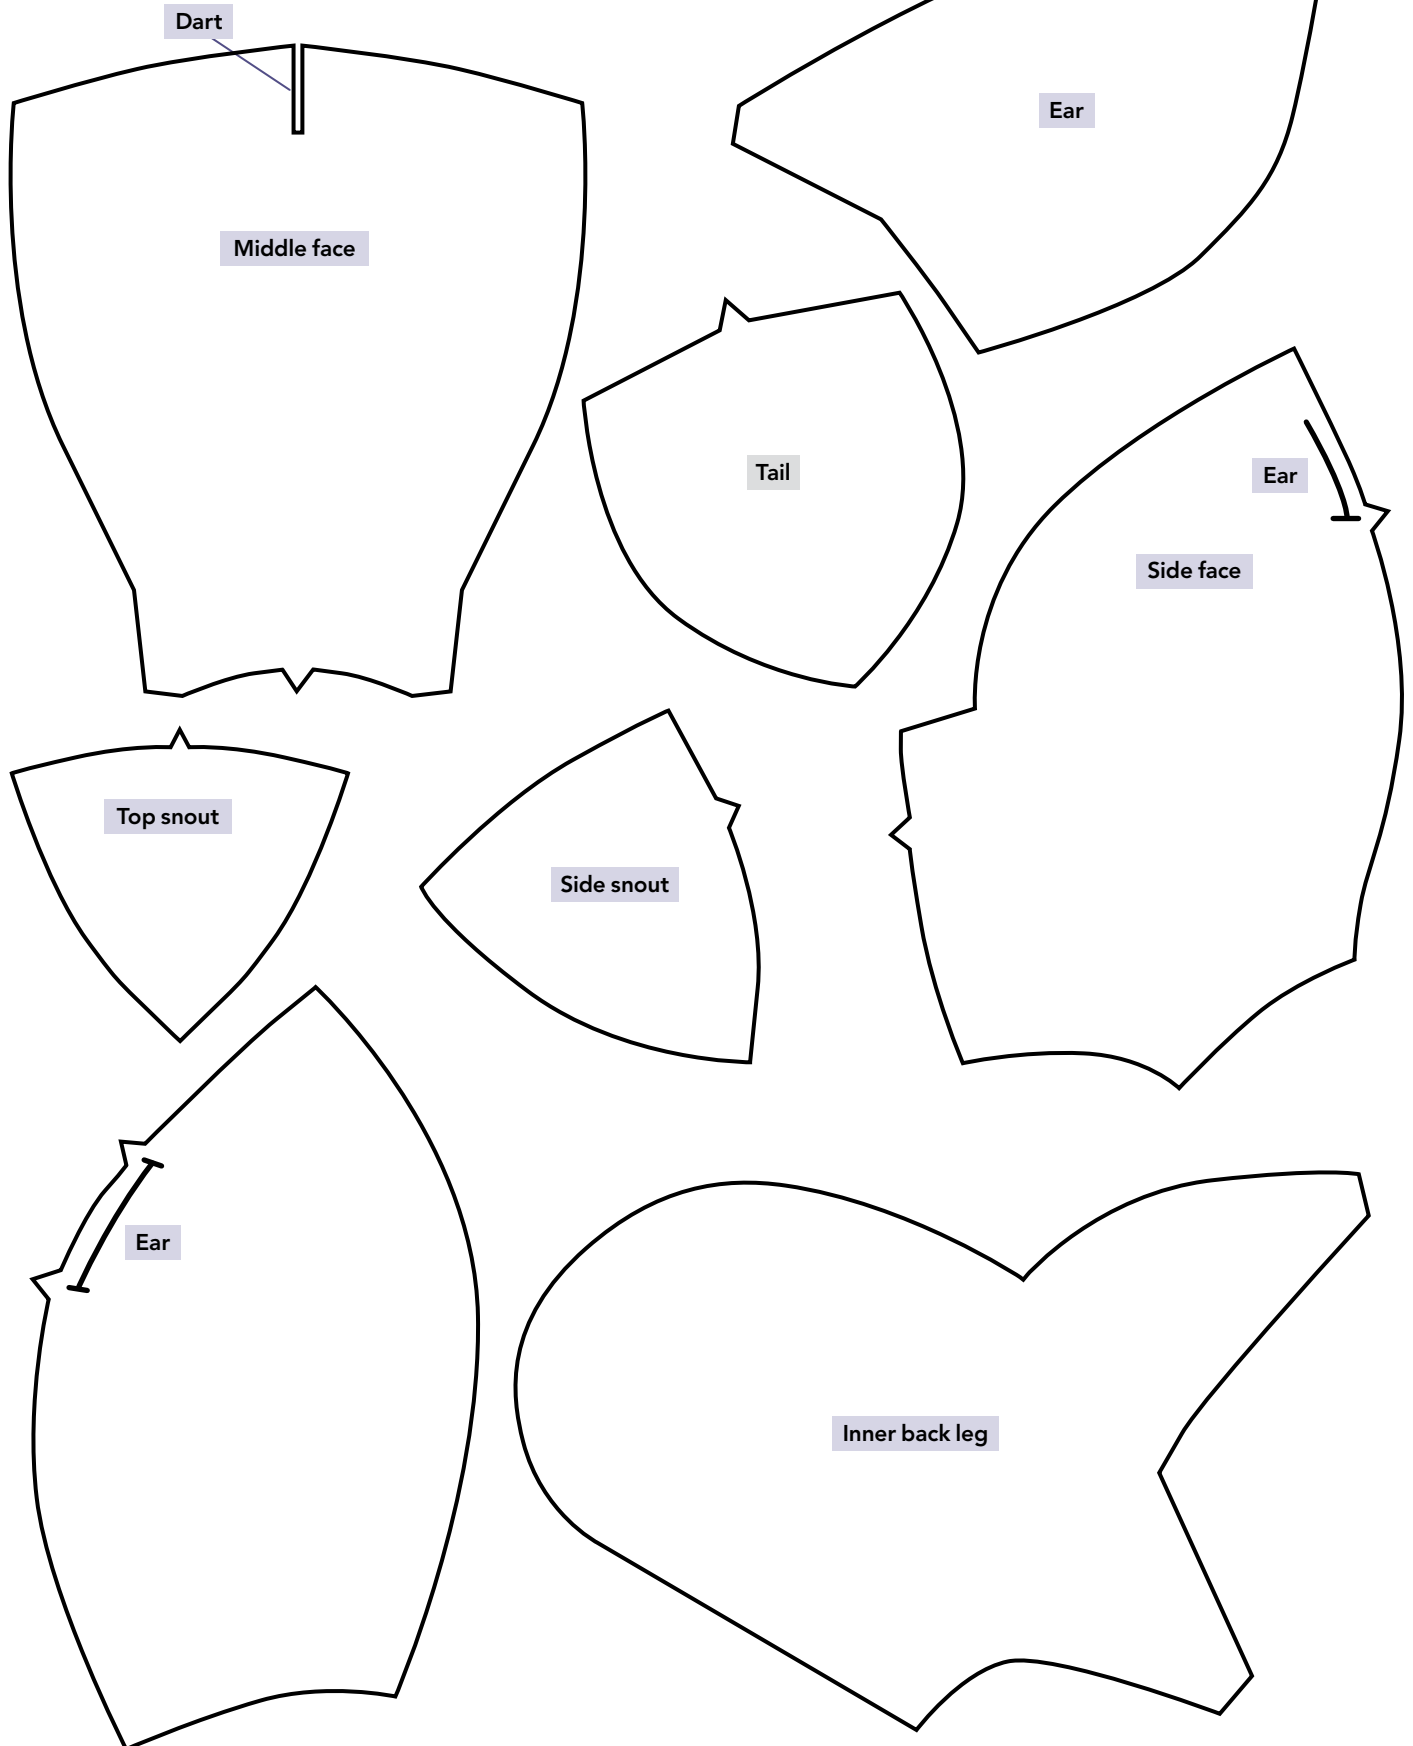 Dart
Ear
Middle face
Tail
Ear
Side face
Top snout
Side snout
Ear
Inner back leg